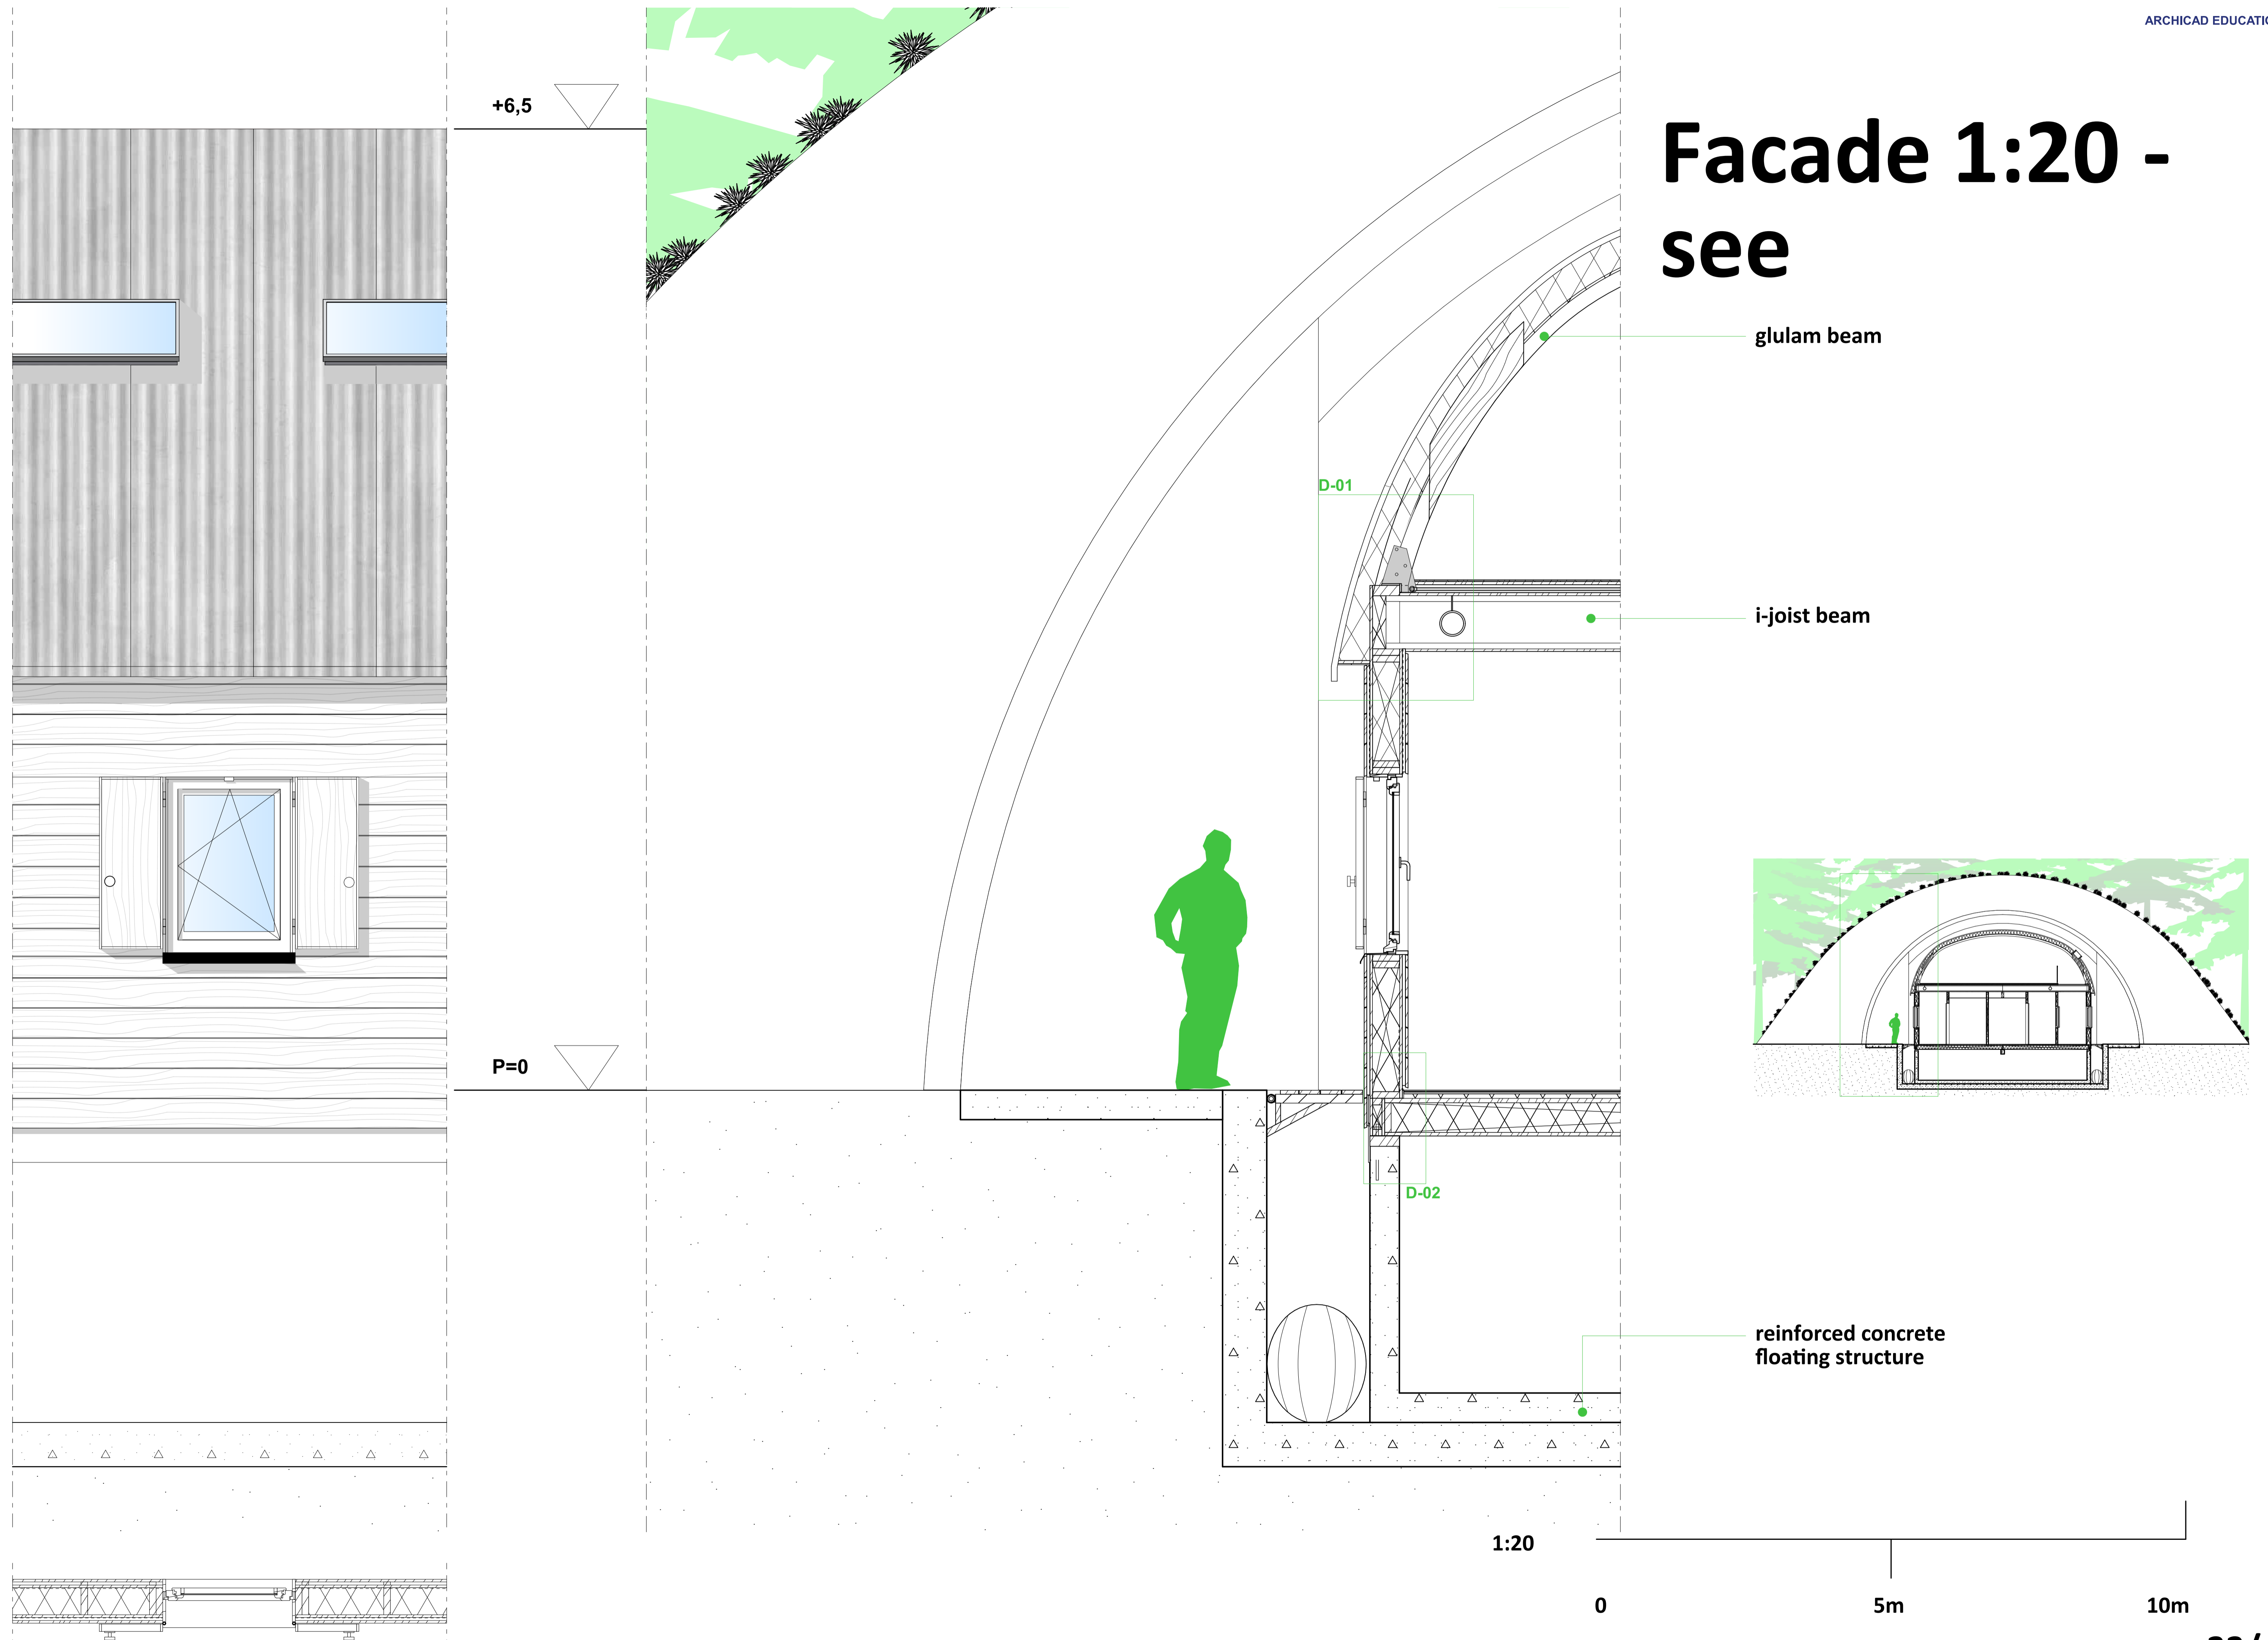 ARCHICAD EDUCATIO
+6,5
Facade 1:20 -
see
glulam beam
D-01
i-joist beam
P=0
D-02
reinforced concrete
floating structure
1:20
0 5m 10m